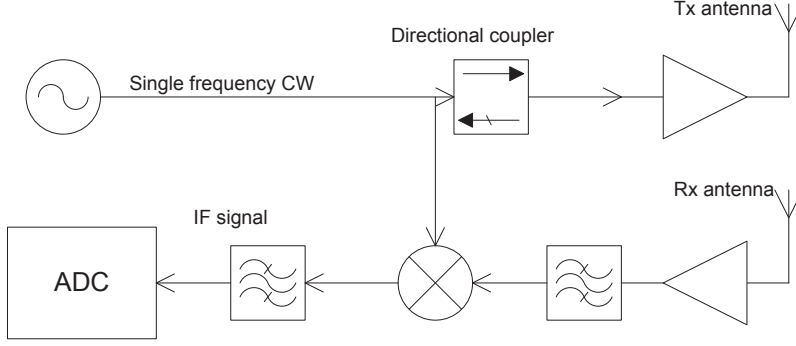 Tx antenna
Directional coupler
Single frequency CW
Rx antenna
IF signal
ADC